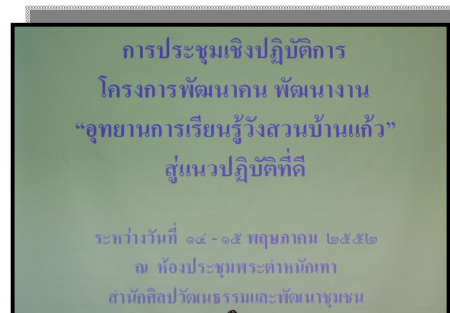 การประชุมเชิงปฏิบัติการ
โครงการพัฒนาคน พัฒนางาน
“อุทยานการเรียนรู้วังสวนบ้านแก้ว”
สู่แนวปฏิบัติที่ดี
ระหว่างวันที่ ๑๔ - ๑๕ พฤษภาคม ๒๕๕๒
ณ ห้องประชุมพระตำหนักเทา
สำนักศิลปวัฒนธรรมและพัฒนาชุมชน